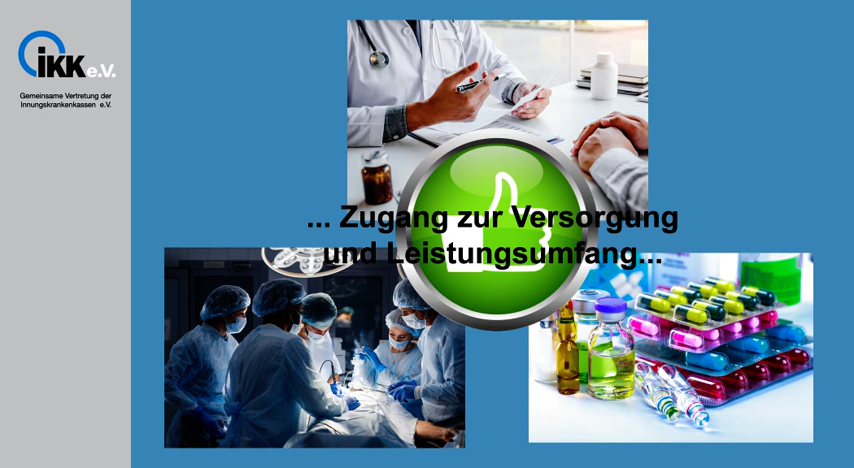 iKK e.V.
Gemeinsame Vertretung der
Innungskrankenkassen e.V.
... Zugang zur Versorgung
und Leistungsumfang...